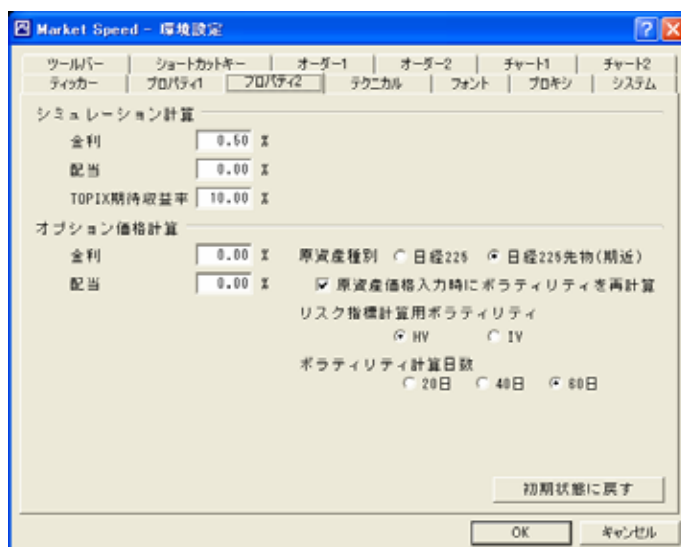 Market Speed - 環境設定
ツールバー ショートカットキー オーダー1 オーダー2 チャート1 チャート2
ティッカー プロパティ1 プロパティ2 テクニカル フォント プロキシ システム
シミュレーション計算
金利 0.50 %
配当 0.00 %
TOPIX期待収益率 10.00 %
オプション価格計算
金利 0.00 % 原資産種別 日経225 日経225先物(期近)
配当 0.00 % 原資産価格入力時にボラティリティを再計算
リスク指標計算用ボラティリティ
HV IV
ボラティリティ計算日数
20日 40日 60日
初期状態に戻す
OK キャンセル